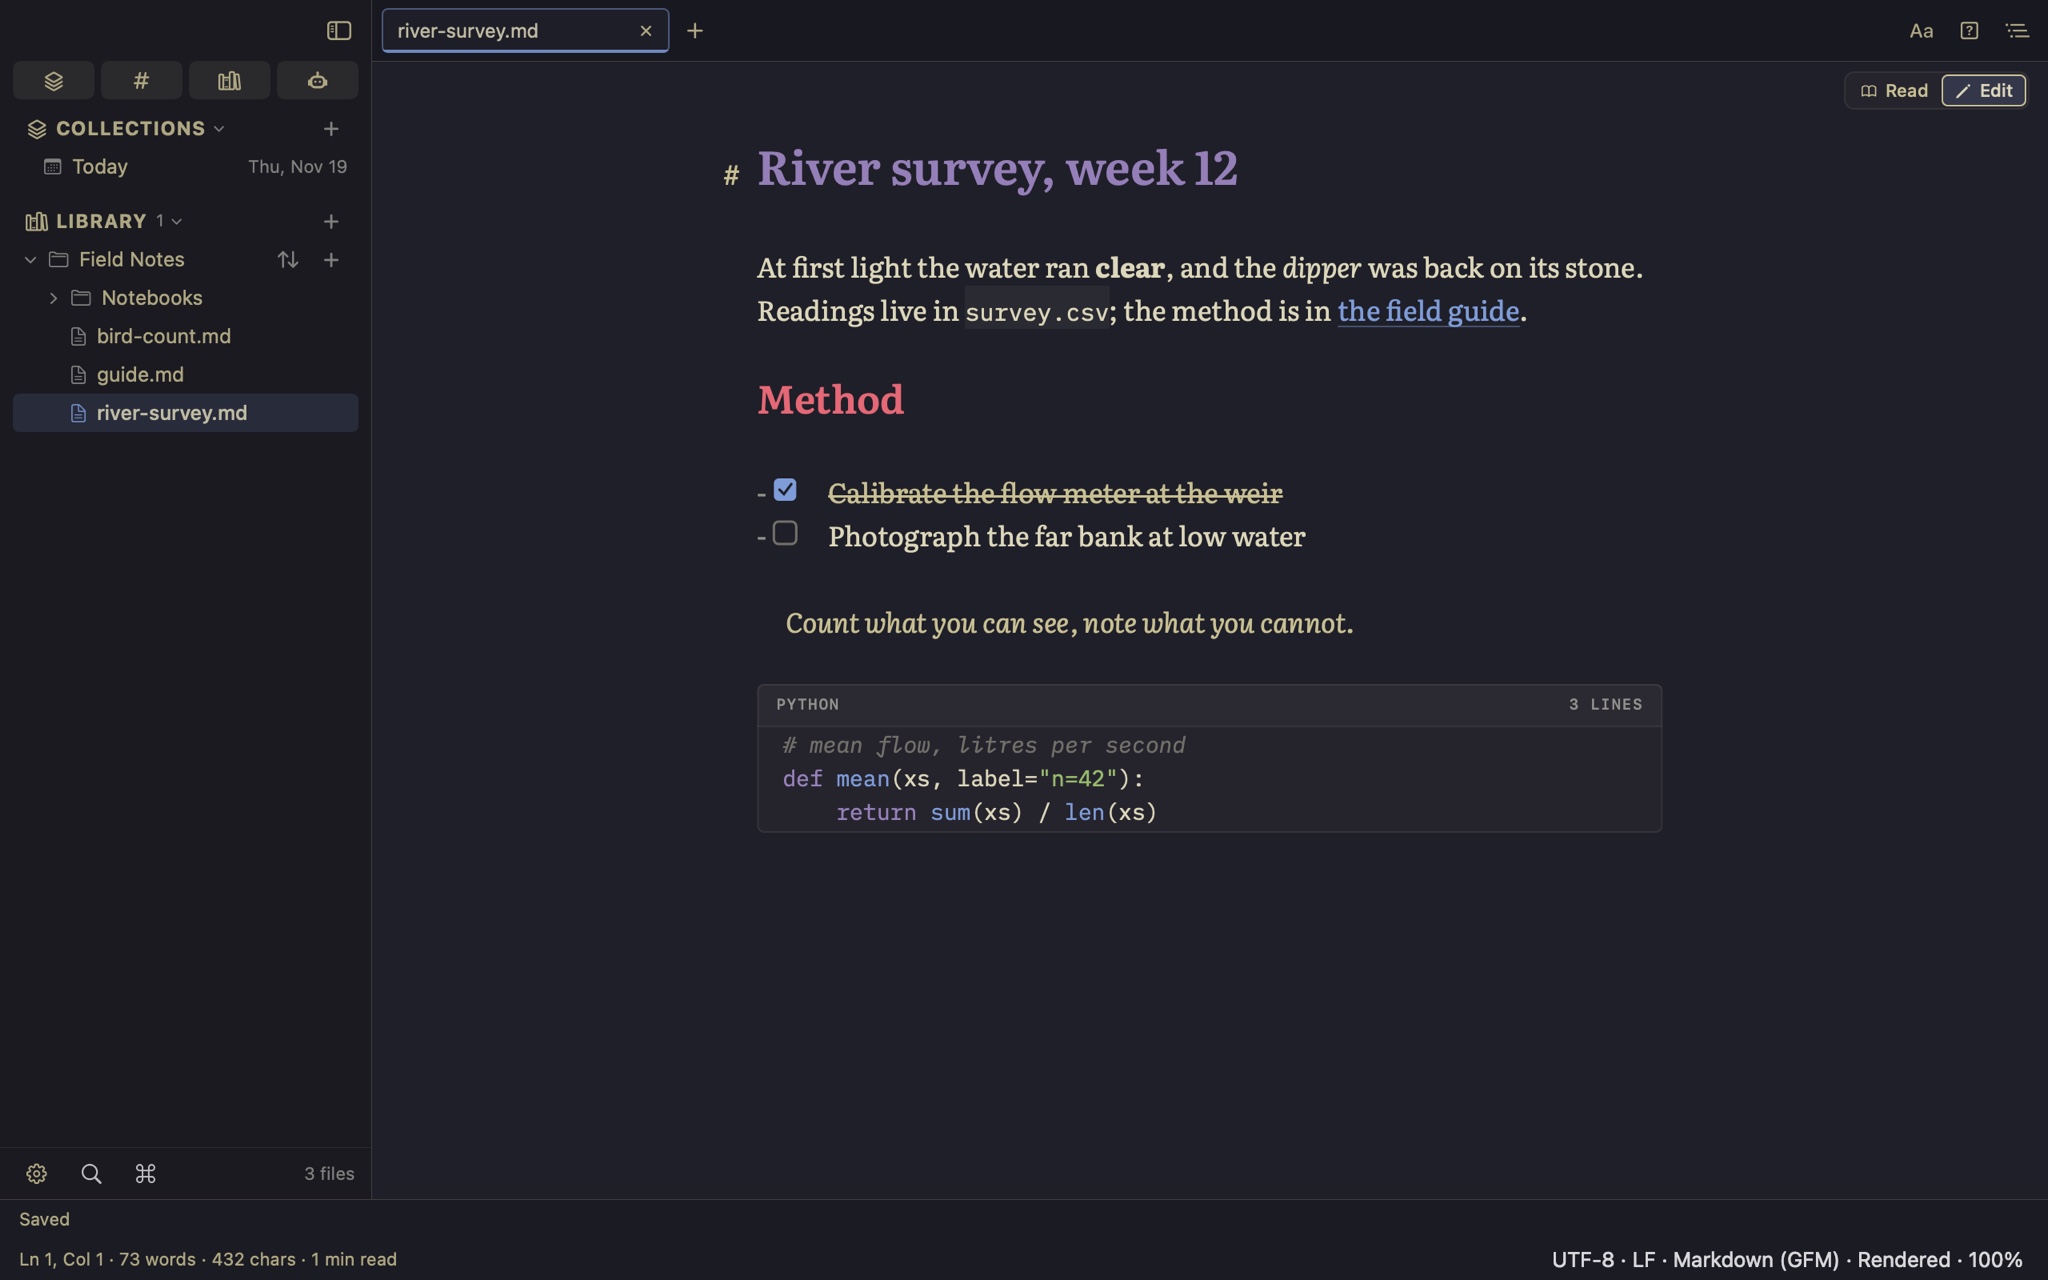 river-survey.md
Aa
Read
Edit
#
COLLECTIONS
Today
Thu, Nov 19
LIBRARY 1
Field Notes
Notebooks
bird-count.md
guide.md
river-survey.md
# River survey, week 12
At first light the water ran clear, and the dipper was back on its stone.
Readings live in survey.csv; the method is in the field guide.
Method
- Calibrate the flow meter at the weir
- Photograph the far bank at low water
Count what you can see, note what you cannot.
PYTHON
3 LINES
# mean flow, litres per second
def mean(xs, label="n=42"):
    return sum(xs) / len(xs)
3 files
Saved
Ln 1, Col 1 · 73 words · 432 chars · 1 min read
UTF-8 · LF · Markdown (GFM) · Rendered · 100%